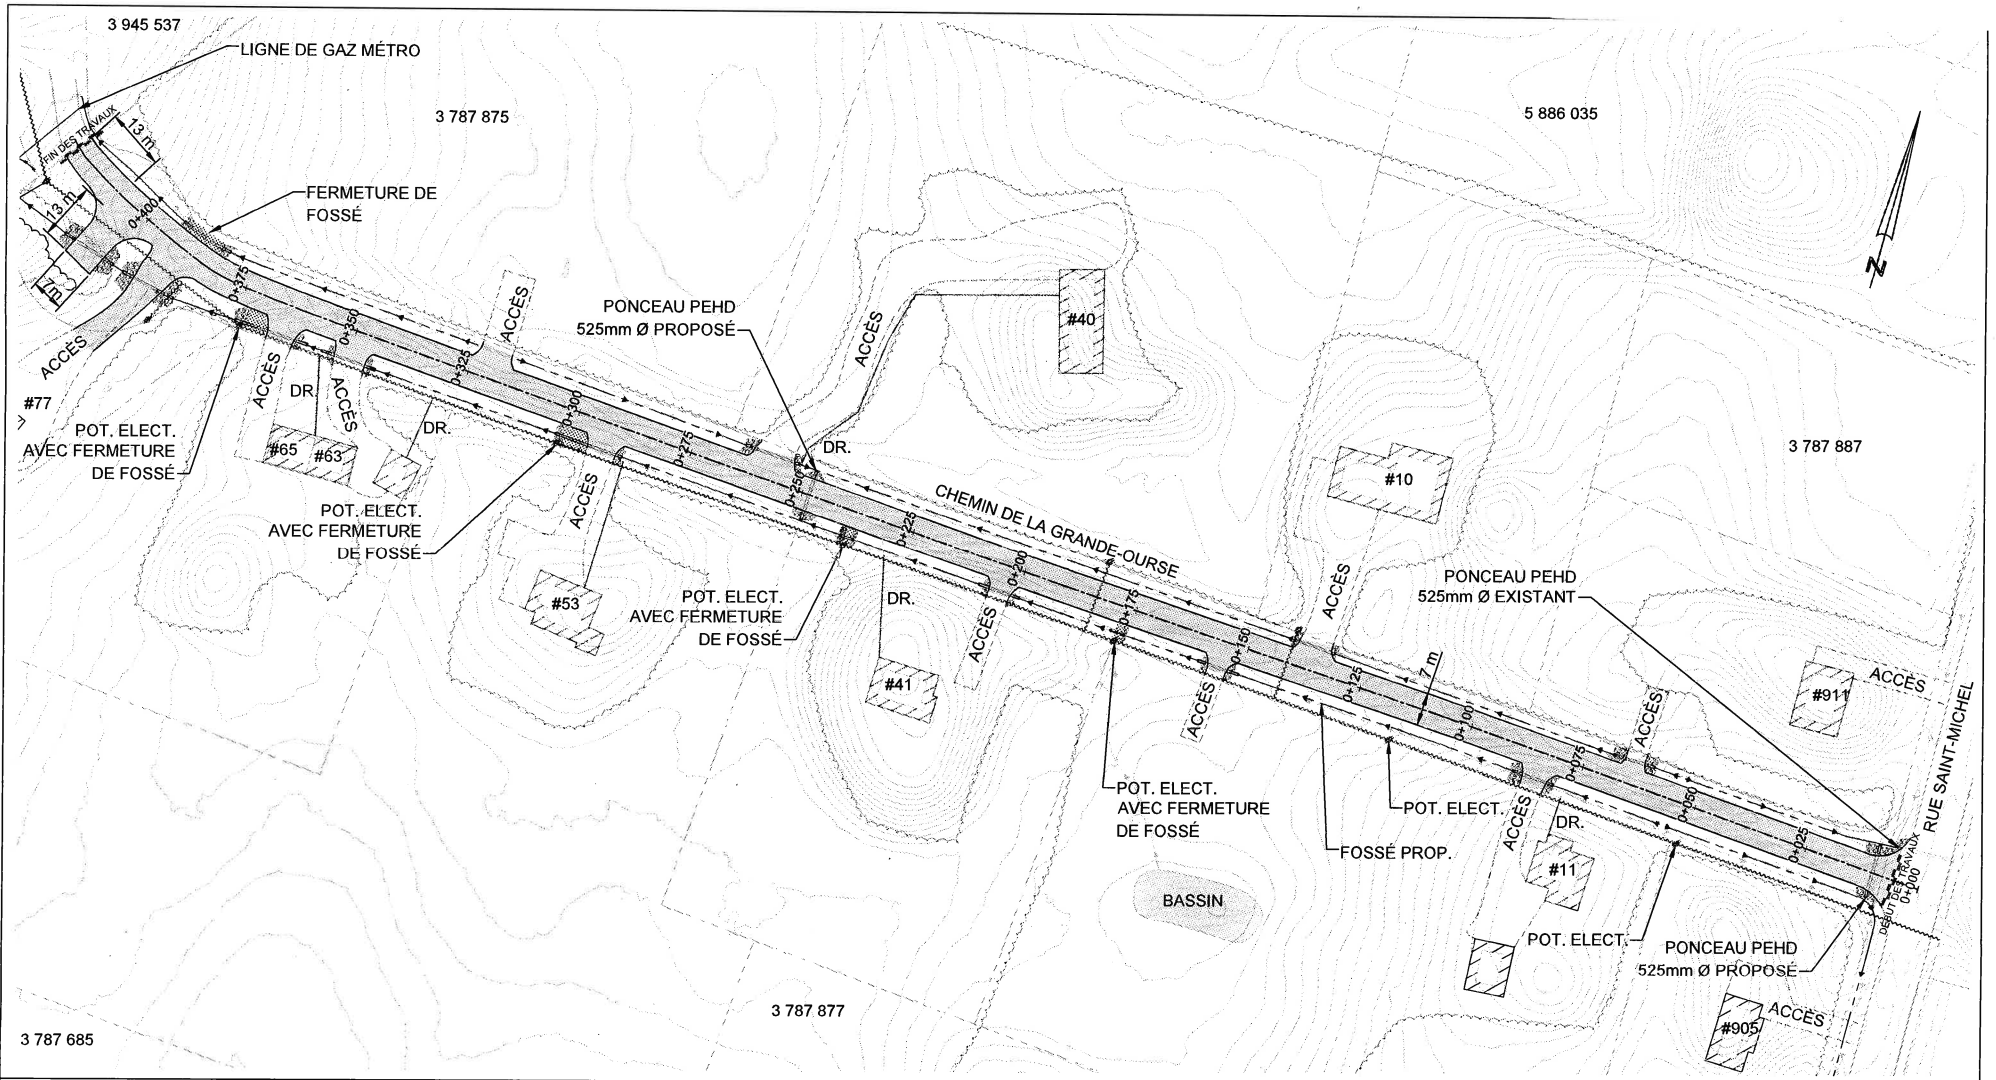 3 945 537
LIGNE DE GAZ MÉTRO
3 787 875
5 886 035
FIN DES TRAVAUX
13 m
13 m
7m
FERMETURE DE
FOSSÉ
N
0+400
0+375
0+350
0+325
0+300
0+275
0+250
0+225
0+200
0+175
0+150
0+125
0+100
0+075
0+050
0+025
0+000
ACCÈS
PONCEAU PEHD
525mm Ø PROPOSÉ
ACCÈS
#40
DR.
CHEMIN DE LA GRANDE-OURSE
#10
3 787 887
ACCÈS
#77
POT. ELECT.
AVEC FERMETURE
DE FOSSÉ
ACCÈS
DR.
ACCÈS
#65
#63
DR.
POT. ELECT.
AVEC FERMETURE
DE FOSSÉ
ACCÈS
#53
POT. ELECT.
AVEC FERMETURE
DE FOSSÉ
DR.
#41
ACCÈS
ACCÈS
PONCEAU PEHD
525mm Ø EXISTANT
7 m
ACCÈS
ACCÈS
#911
ACCÈS
RUE SAINT-MICHEL
POT. ELECT.
AVEC FERMETURE
DE FOSSÉ
POT. ELECT.
FOSSÉ PROP.
ACCÈS
DR.
#11
BASSIN
DÉBUT DES TRAVAUX
POT. ELECT.
PONCEAU PEHD
525mm Ø PROPOSÉ
#905
ACCÈS
3 787 877
3 787 685